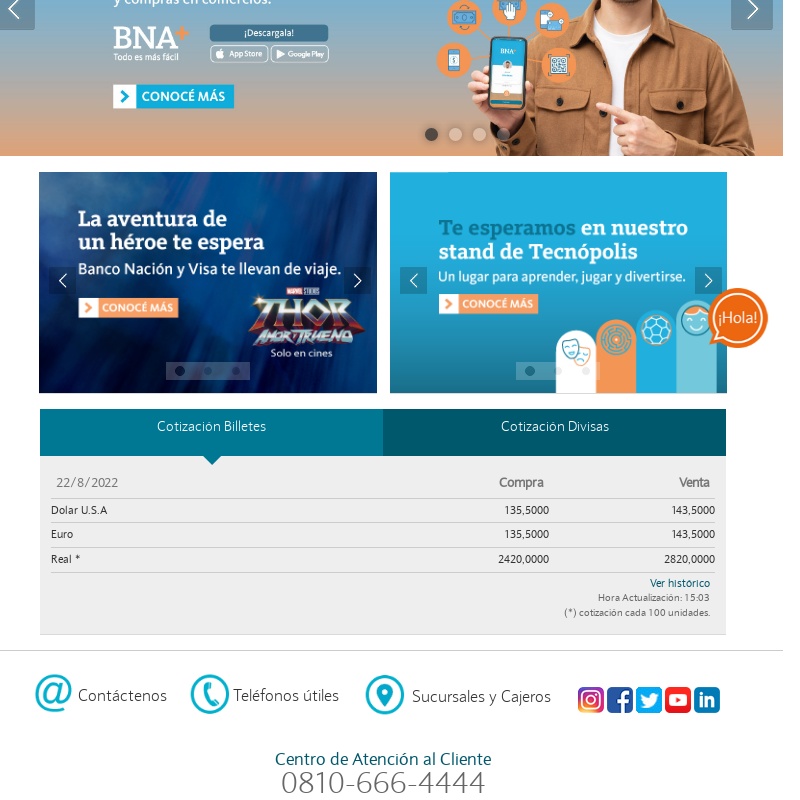 y compras en comercios.
BNA+
Todo es más fácil
¡Descargala!
App Store
Google Play
CONOCÉ MÁS
BNA+
La aventura de
un héroe te espera
Banco Nación y Visa te llevan de viaje.
CONOCÉ MÁS
MARVEL STUDIOS
THOR
AMOR Y TRUENO
Solo en cines
Te esperamos en nuestro
stand de Tecnópolis
Un lugar para aprender, jugar y divertirse.
CONOCÉ MÁS
¡Hola!
Cotización Billetes
Cotización Divisas
22/8/2022 Compra Venta
Dolar U.S.A 135,5000 143,5000
Euro 135,5000 143,5000
Real * 2420,0000 2820,0000
Ver histórico
Hora Actualización: 15:03
(*) cotización cada 100 unidades.
Contáctenos
Teléfonos útiles
Sucursales y Cajeros
Centro de Atención al Cliente
0810-666-4444